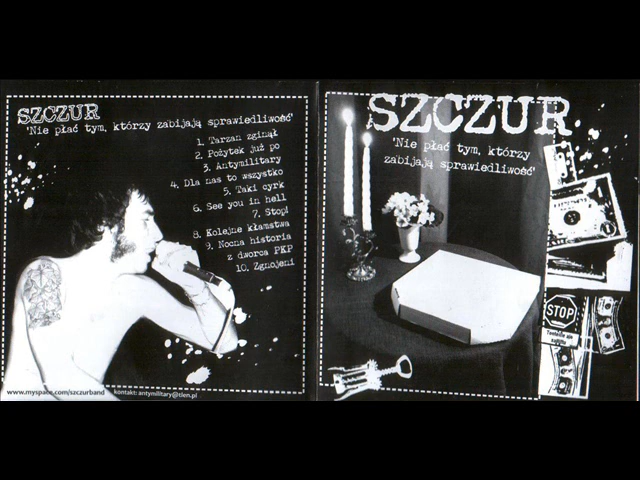 SZCZUR
'Nie płać tym, którzy zabijają sprawiedliwość'
1. Tarzan zginął
2. Pożytek już po
3. Antymilitary
4. Dla nas to wszystko
5. Taki cyrk
6. See you in hell
7. Stop!
8. Kolejne kłamstwa
9. Nocna historia
z dworca PKP
10. Zgnojeni
www.myspace.com/szczurband kontakt: antymilitary@tlen.pl
SZCZUR
'Nie płać tym, którzy
zabijają sprawiedliwość'
STOP